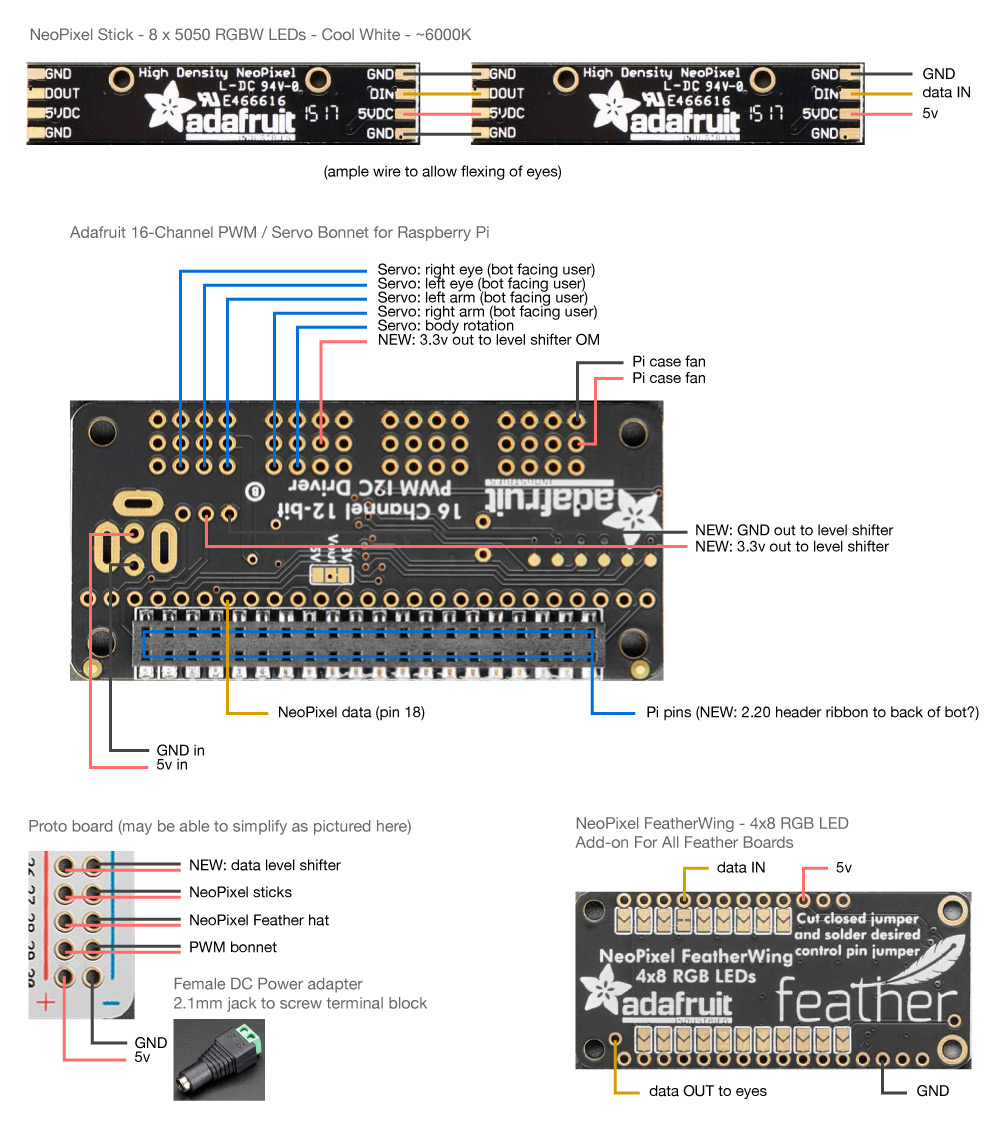 NeoPixel Stick - 8 x 5050 RGBW LEDs - Cool White - ~6000K
GND
DOUT
5VDC
GND
High Density NeoPixel
L-DC 94V-0
E466616
1517
adafruit
INDUSTRIES
GND
DIN
5VDC
GND
GND
DOUT
5VDC
GND
High Density NeoPixel
L-DC 94V-0
E466616
1517
adafruit
INDUSTRIES
GND
DIN
5VDC
GND
GND
data IN
5v
(ample wire to allow flexing of eyes)
Adafruit 16-Channel PWM / Servo Bonnet for Raspberry Pi
Servo: right eye (bot facing user)
Servo: left eye (bot facing user)
Servo: left arm (bot facing user)
Servo: right arm (bot facing user)
Servo: body rotation
NEW: 3.3v out to level shifter OM
Pi case fan
Pi case fan
16 Channel 12-bit
PWM I2C Driver
adafruit
INDUSTRIES
B
3V
Vout
5V
NEW: GND out to level shifter
NEW: 3.3v out to level shifter
NeoPixel data (pin 18)
Pi pins (NEW: 2.20 header ribbon to back of bot?)
GND in
5v in
Proto board (may be able to simplify as pictured here)
27
28
29
30
+
-
NEW: data level shifter
NeoPixel sticks
NeoPixel Feather hat
PWM bonnet
GND
5v
Female DC Power adapter
2.1mm jack to screw terminal block
NeoPixel FeatherWing - 4x8 RGB LED
Add-on For All Feather Boards
data IN
5v
Cut closed jumper
and solder desired
control pin jumper
NeoPixel FeatherWing
4x8 RGB LEDs
adafruit
INDUSTRIES
feather
data OUT to eyes
GND